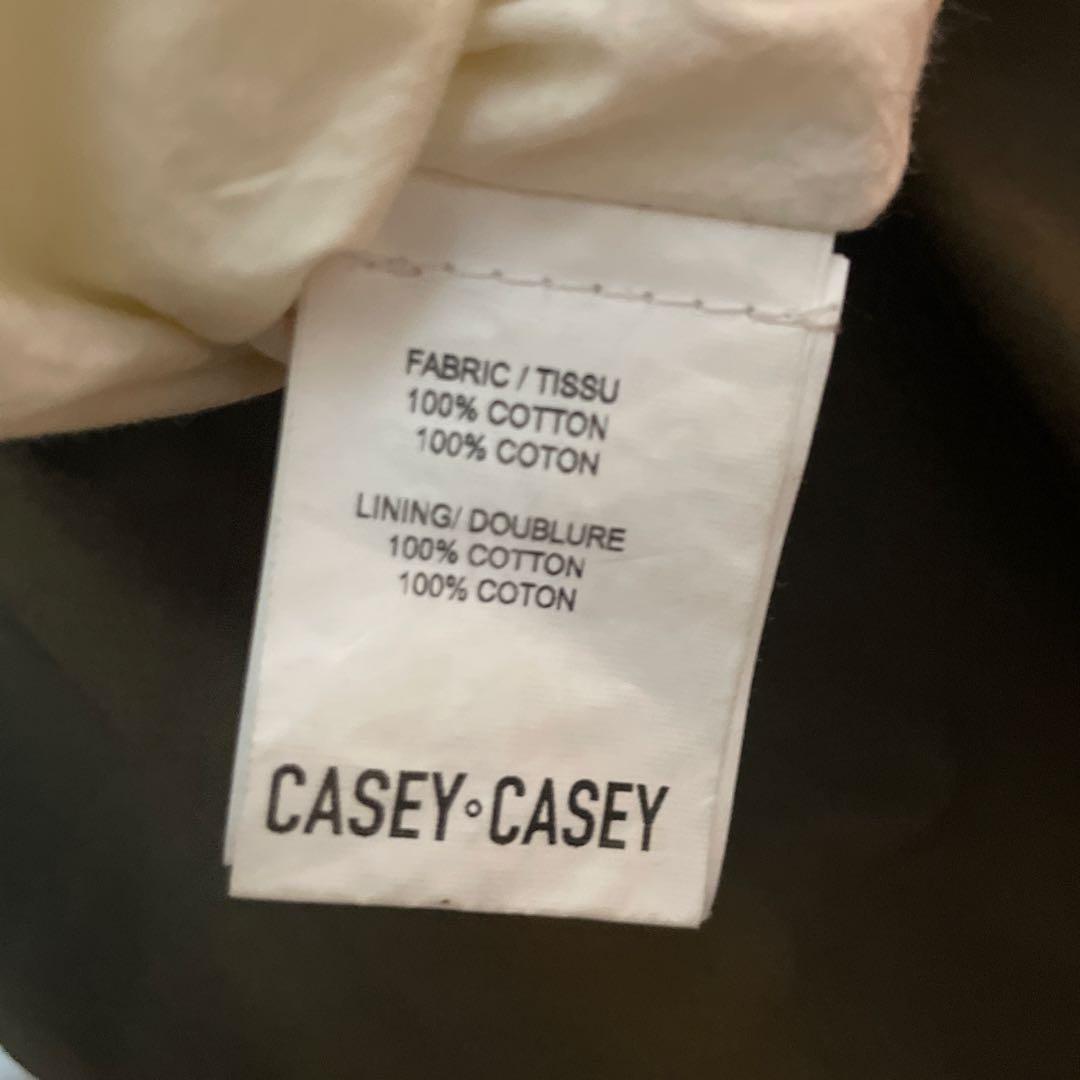 FABRIC / TISSU
100% COTTON
100% COTON
LINING/ DOUBLURE
100% COTTON
100% COTON
CASEY°CASEY